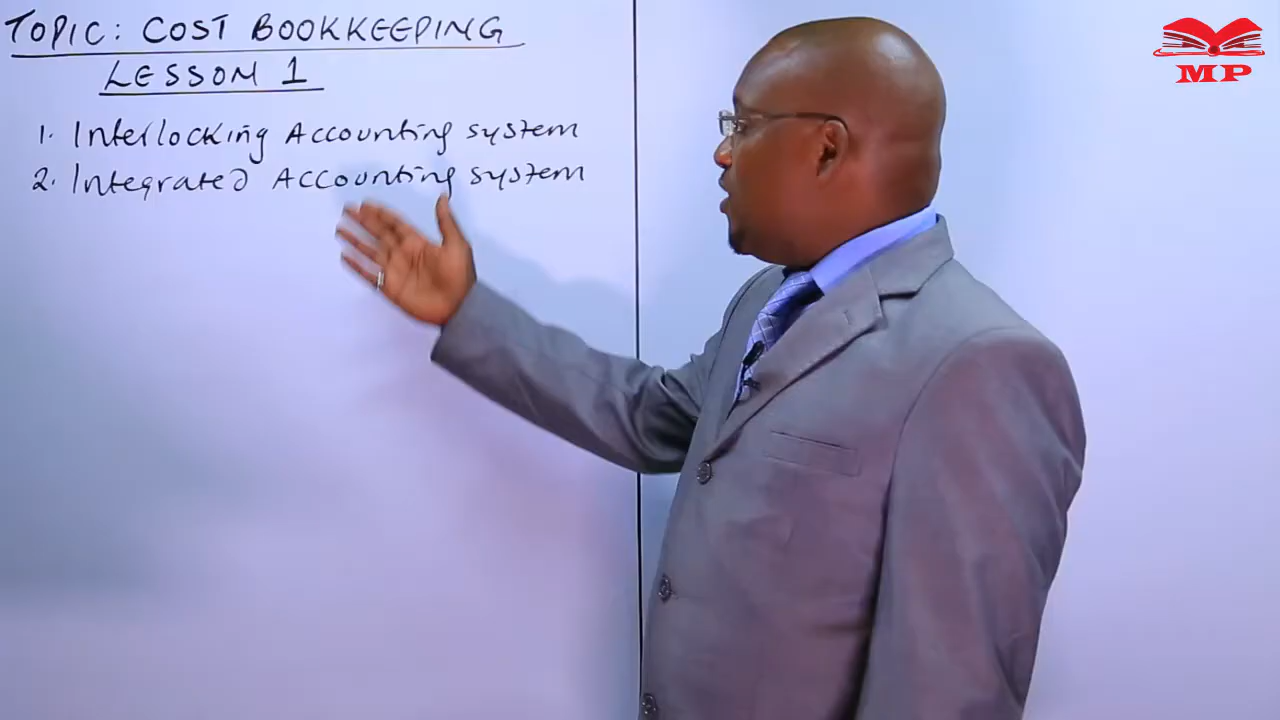 TOPIC: COST BOOKKEEPING
LESSON 1
1. Interlocking Accounting system
2. Integrated Accounting system
MP